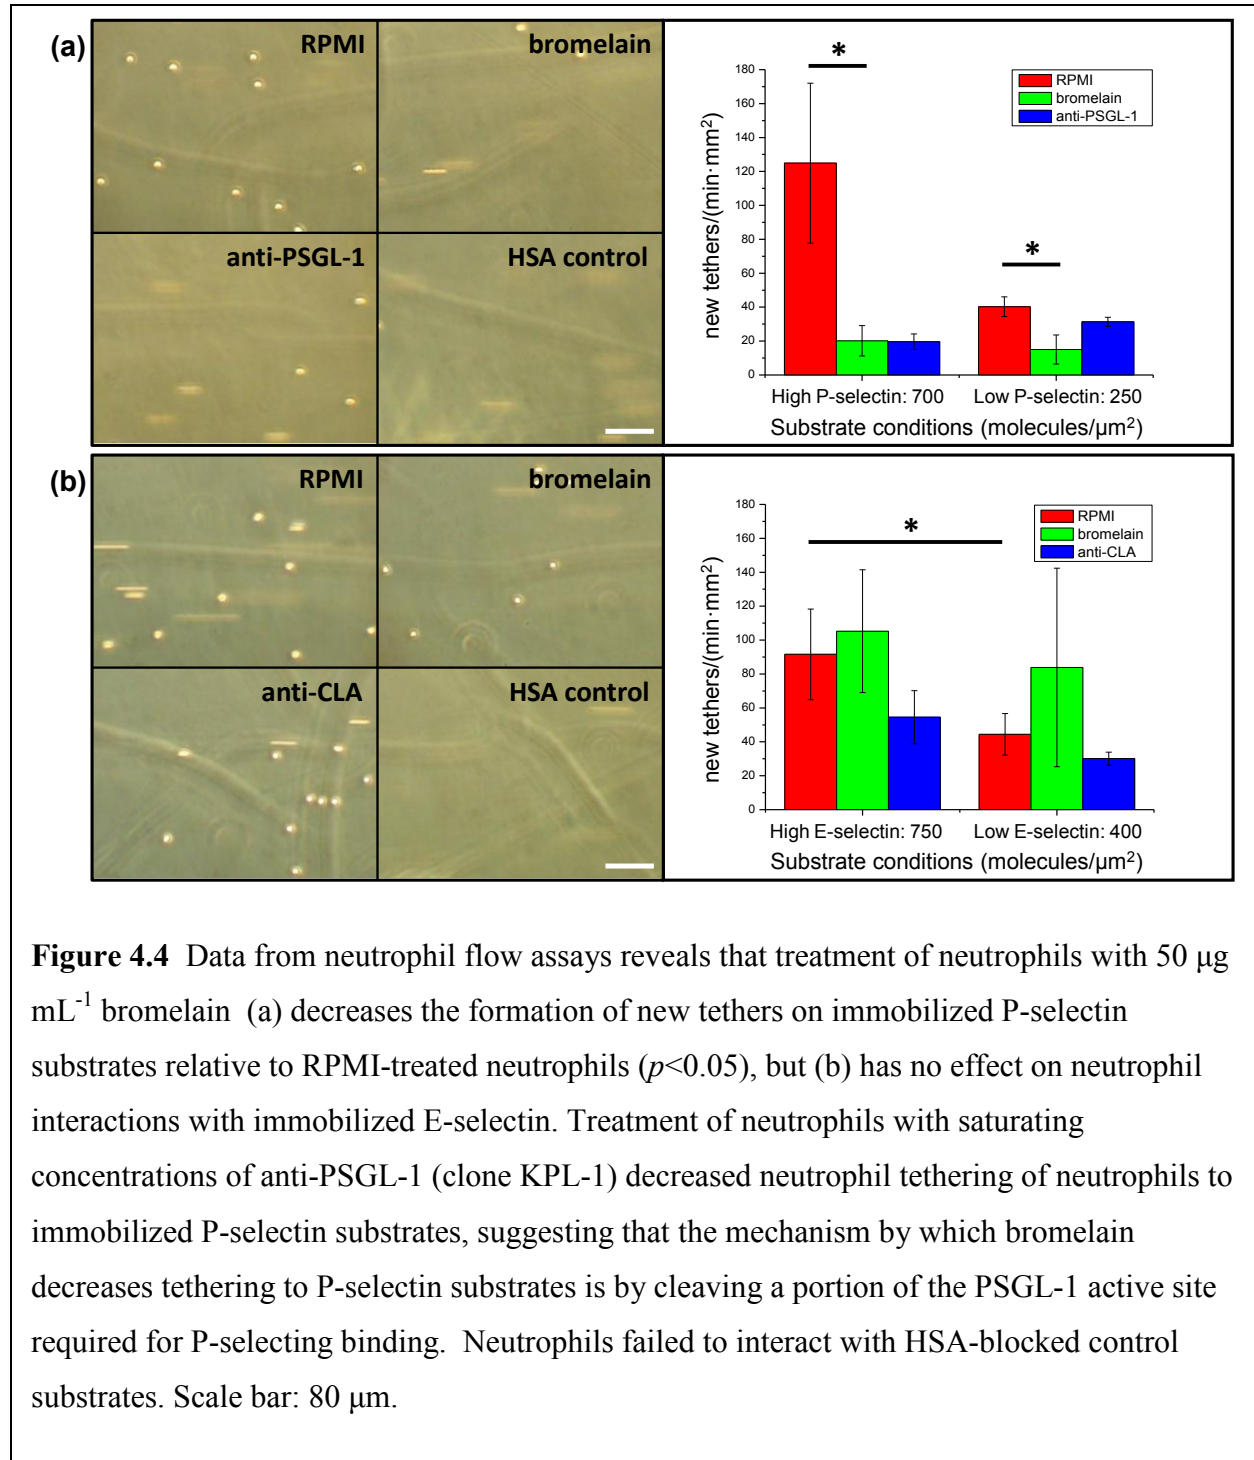 (a)
RPMI
bromelain
anti-PSGL-1
HSA control
*
*
180
160
140
120
100
80
60
40
20
0
new tethers/(min·mm²)
RPMI
bromelain
anti-PSGL-1
High P-selectin: 700 Low P-selectin: 250
Substrate conditions (molecules/µm²)
(b)
RPMI
bromelain
anti-CLA
HSA control
*
180
160
140
120
100
80
60
40
20
0
new tethers/(min·mm²)
RPMI
bromelain
anti-CLA
High E-selectin: 750 Low E-selectin: 400
Substrate conditions (molecules/µm²)
Figure 4.4 Data from neutrophil flow assays reveals that treatment of neutrophils with 50 µg
mL⁻¹ bromelain (a) decreases the formation of new tethers on immobilized P-selectin
substrates relative to RPMI-treated neutrophils (p<0.05), but (b) has no effect on neutrophil
interactions with immobilized E-selectin. Treatment of neutrophils with saturating
concentrations of anti-PSGL-1 (clone KPL-1) decreased neutrophil tethering of neutrophils to
immobilized P-selectin substrates, suggesting that the mechanism by which bromelain
decreases tethering to P-selectin substrates is by cleaving a portion of the PSGL-1 active site
required for P-selecting binding. Neutrophils failed to interact with HSA-blocked control
substrates. Scale bar: 80 µm.